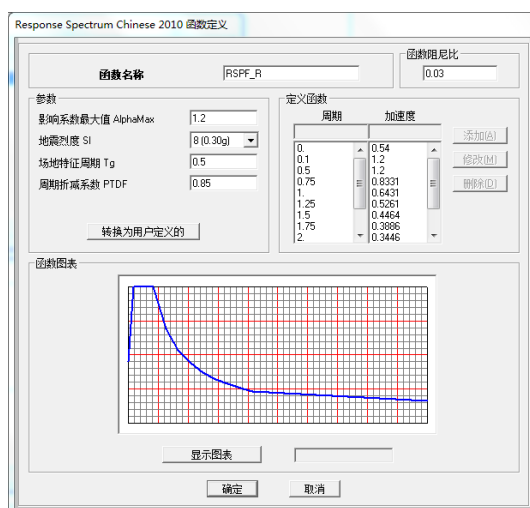 Response Spectrum Chinese 2010 函数定义
函数名称
RSPF_R
函数阻尼比
0.03
参数
影响系数最大值 AlphaMax
1.2
地震烈度 SI
8 (0.30g)
场地特征周期 Tg
0.5
周期折减系数 PTDF
0.85
转换为用户定义的
定义函数
周期 加速度
0. 0.54
0.1 1.2
0.5 1.2
0.75 0.8331
1. 0.6431
1.25 0.5261
1.5 0.4464
1.75 0.3886
2. 0.3446
添加(A)
修改(M)
删除(D)
函数图表
显示图表
确定 取消